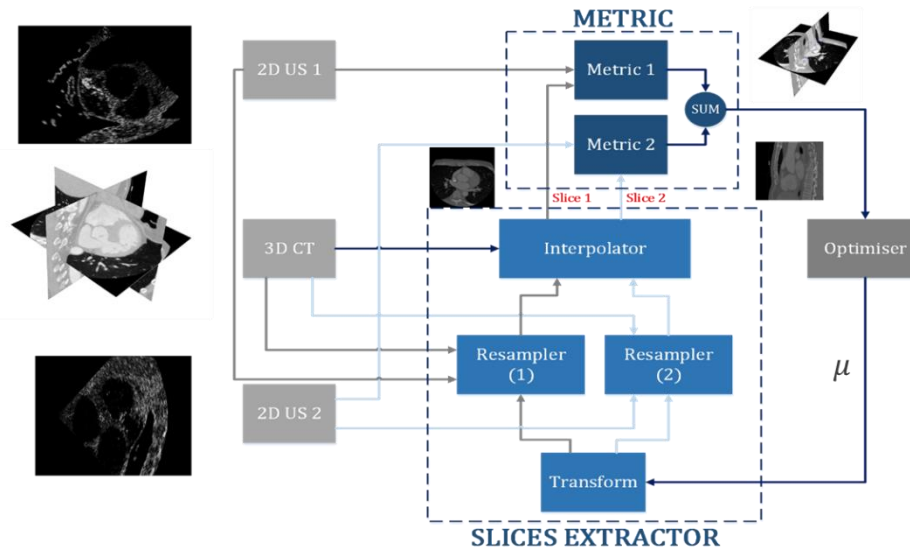 METRIC
2D US 1
Metric 1
SUM
Metric 2
Slice 1
Slice 2
3D CT
Interpolator
Optimiser
Resampler
(1)
Resampler
(2)
μ
2D US 2
Transform
SLICES EXTRACTOR